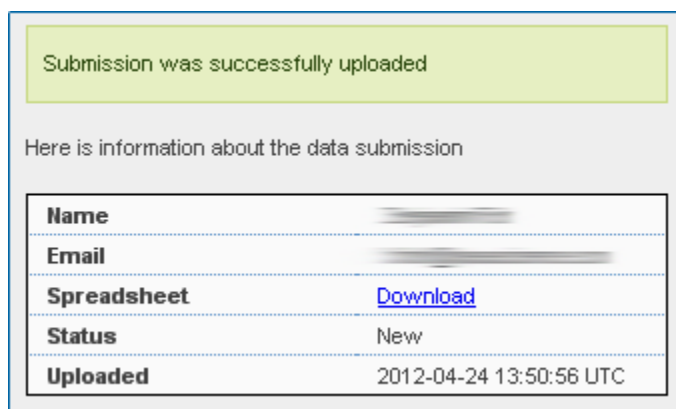 Submission was successfully uploaded
Here is information about the data submission
Name
Email
Spreadsheet Download
Status New
Uploaded 2012-04-24 13:50:56 UTC